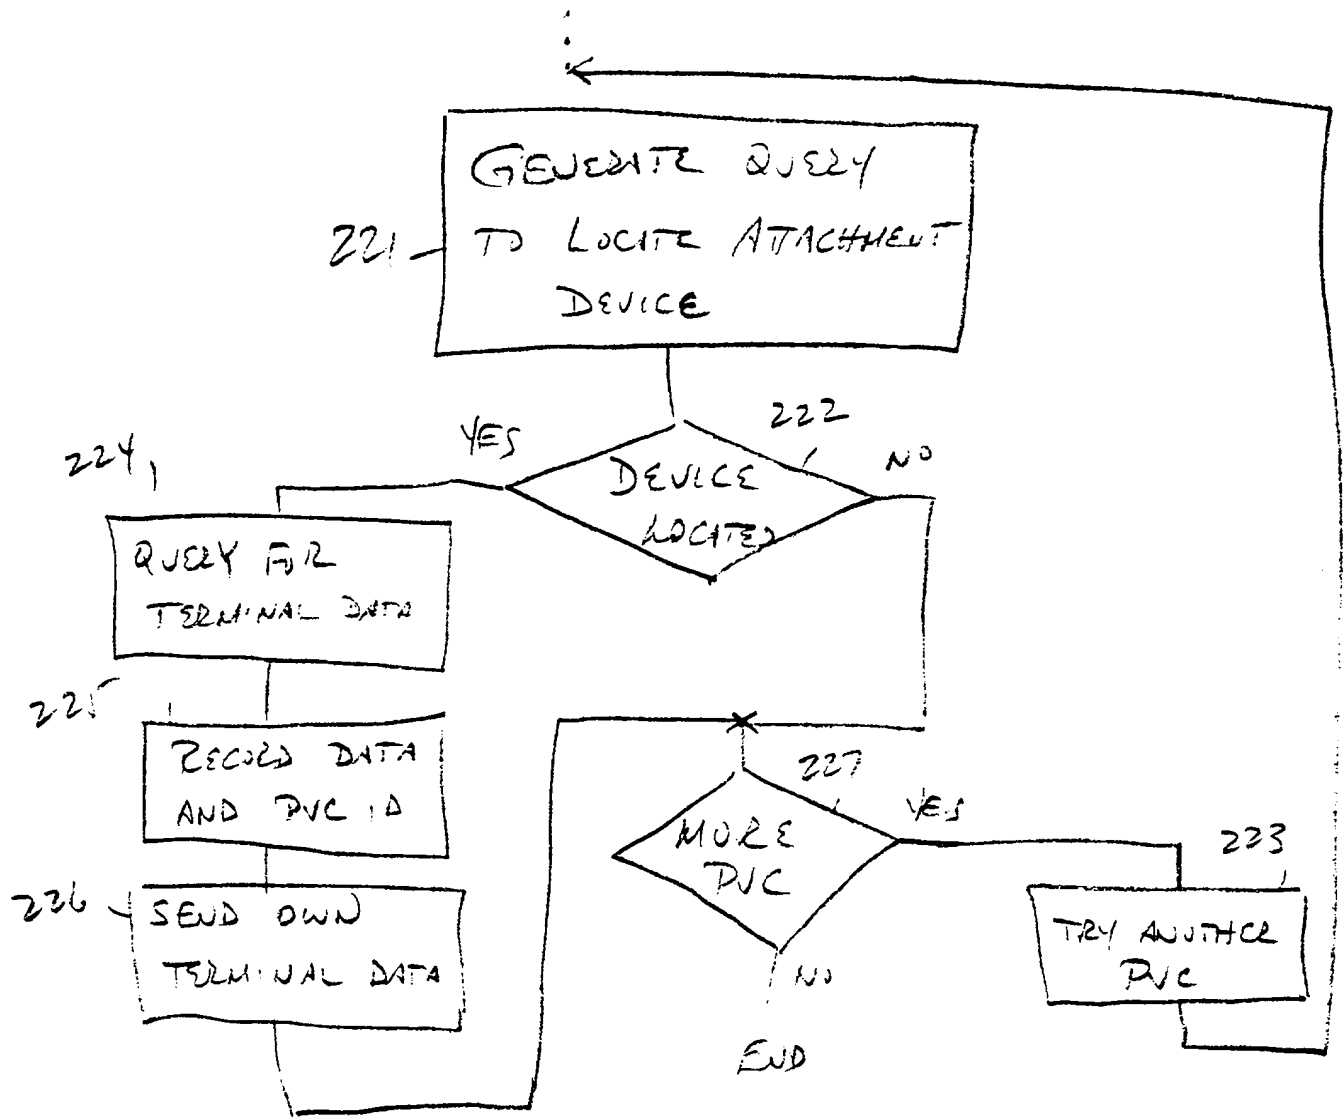 GENERATE QUERY
221 TO LOCATE ATTACHMENT
DEVICE
222
YES
NO
DEVICE
LOCATED
224
QUERY FOR
TERMINAL DATA
225
RECORD DATA
AND PVC ID
226 SEND OWN
TERMINAL DATA
227
MORE
PVC
YES
NO
END
223
TRY ANOTHER
PVC